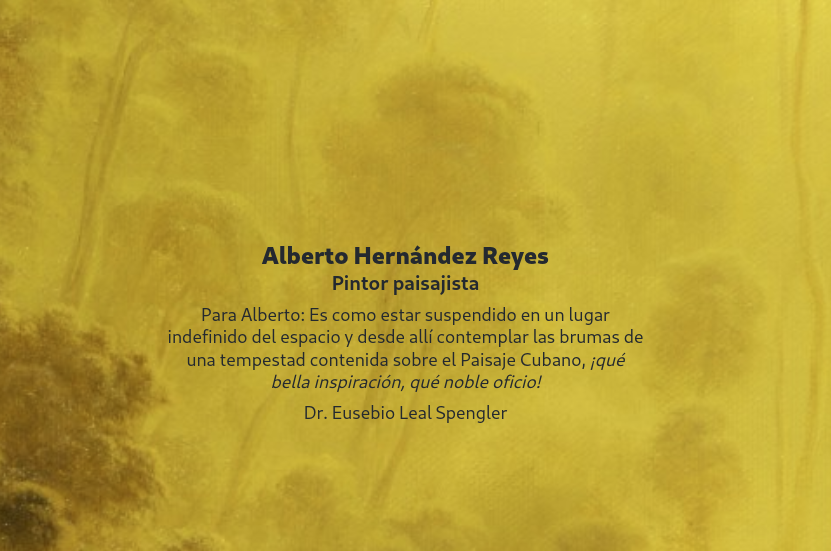 Alberto Hernández Reyes
Pintor paisajista
Para Alberto: Es como estar suspendido en un lugar
indefinido del espacio y desde allí contemplar las brumas de
una tempestad contenida sobre el Paisaje Cubano, ¡qué
bella inspiración, qué noble oficio!
Dr. Eusebio Leal Spengler